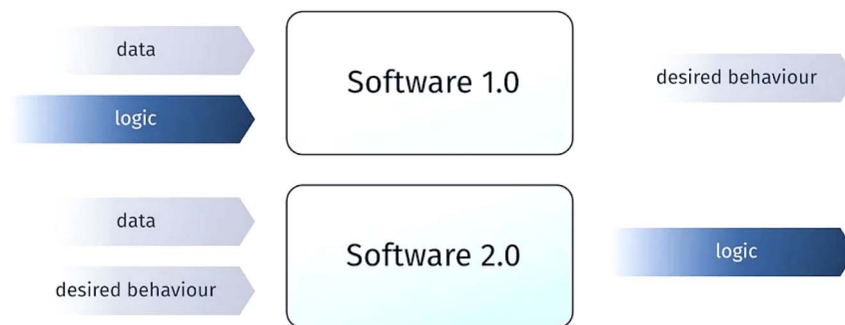 data
logic
Software 1.0
desired behaviour
data
desired behaviour
Software 2.0
logic